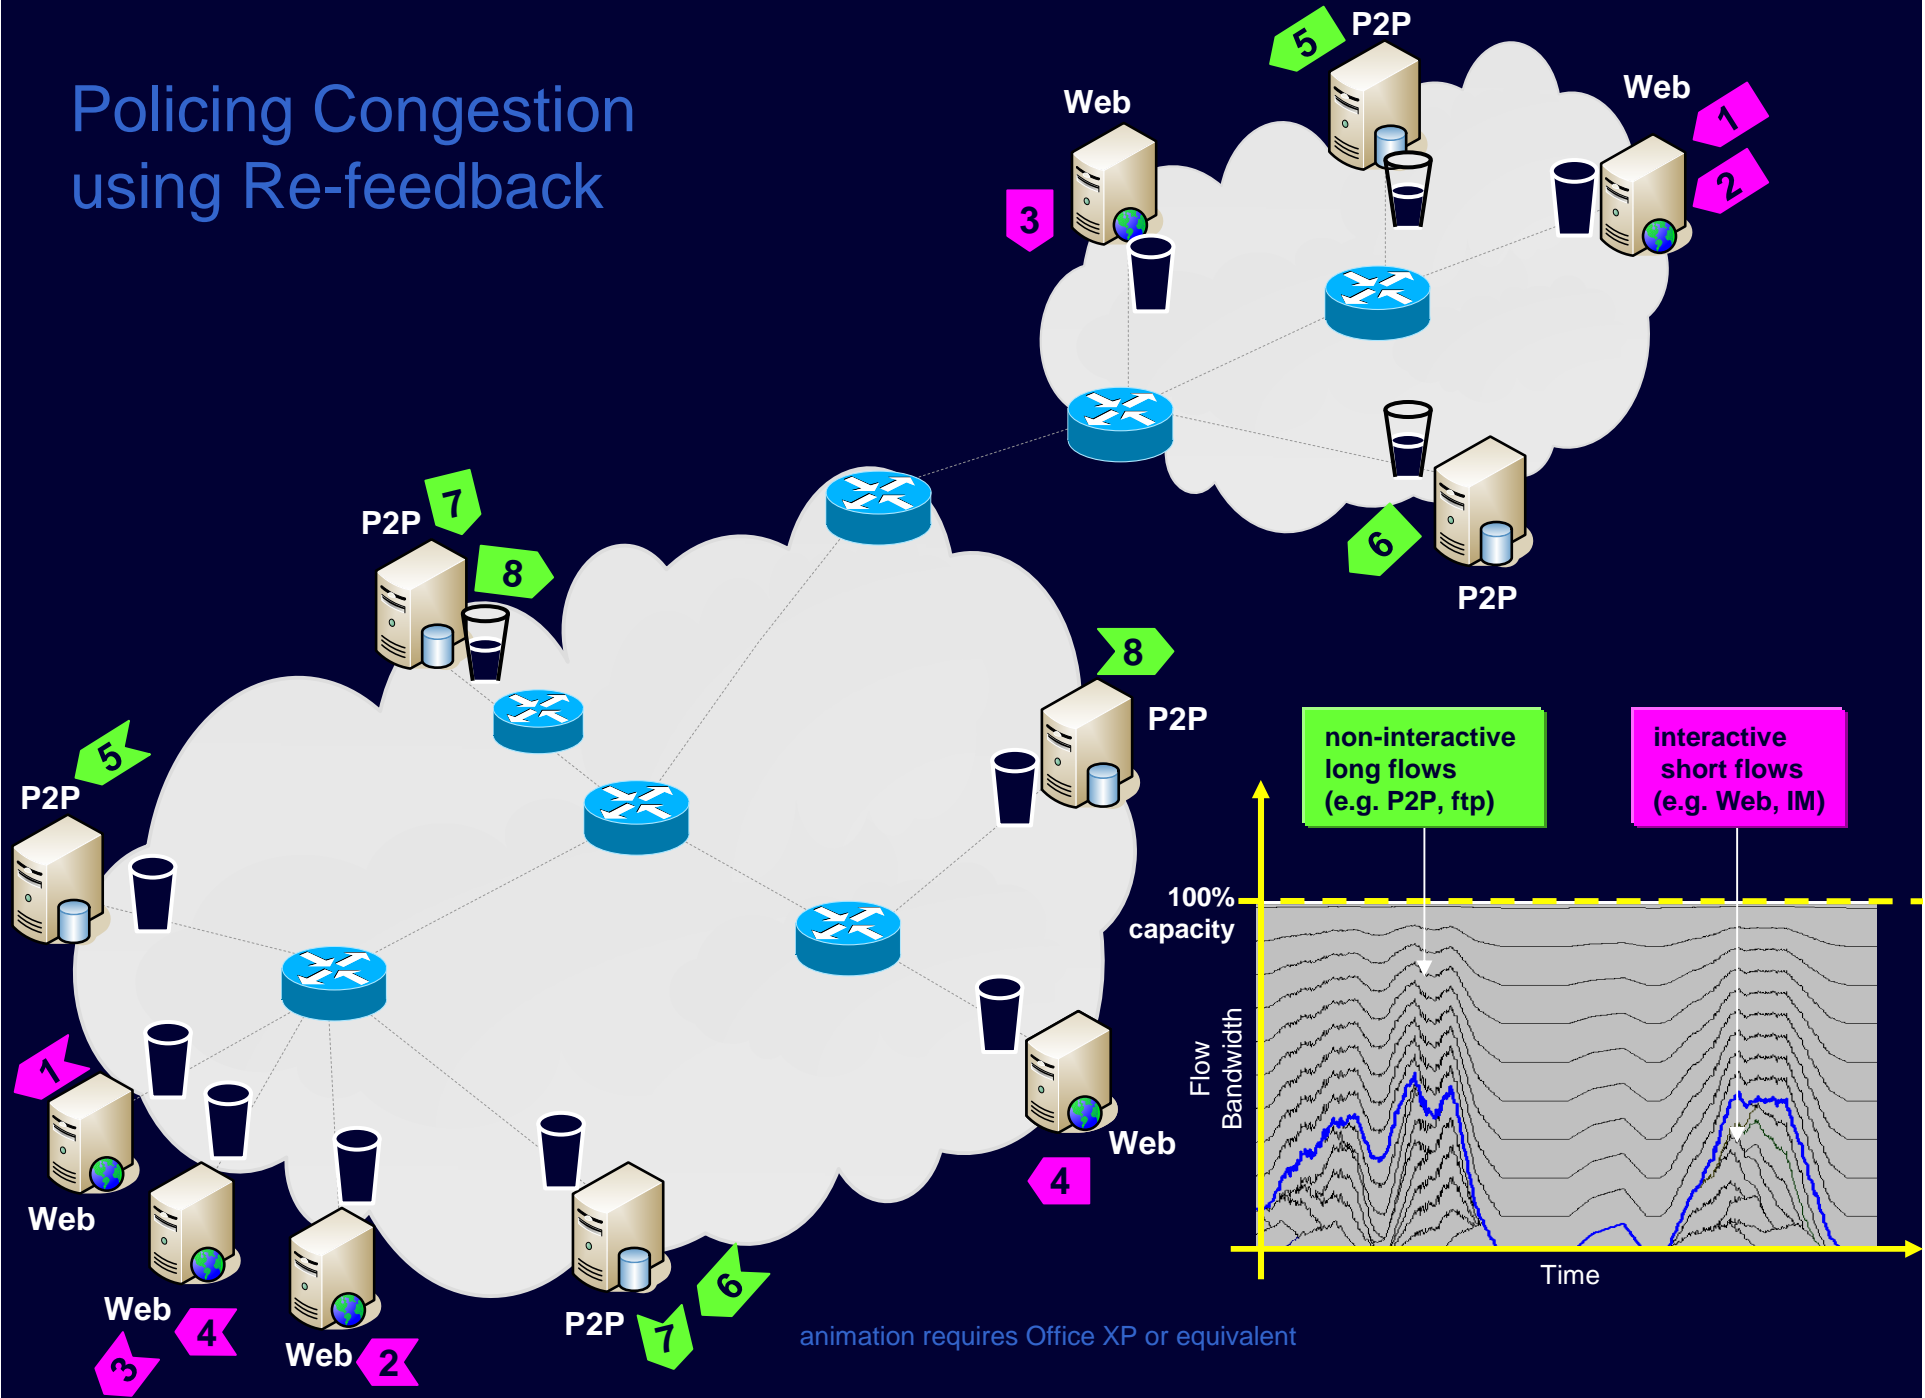 Policing Congestion
using Re-feedback
5
P2P
Web
Web
1
2
3
6
P2P
7
P2P
8
8
P2P
5
P2P
1
Web
Web
4
3
Web
2
P2P
6
7
Web
4
non-interactive
long flows
(e.g. P2P, ftp)
interactive
short flows
(e.g. Web, IM)
100%
capacity
Flow
Bandwidth
Time
animation requires Office XP or equivalent